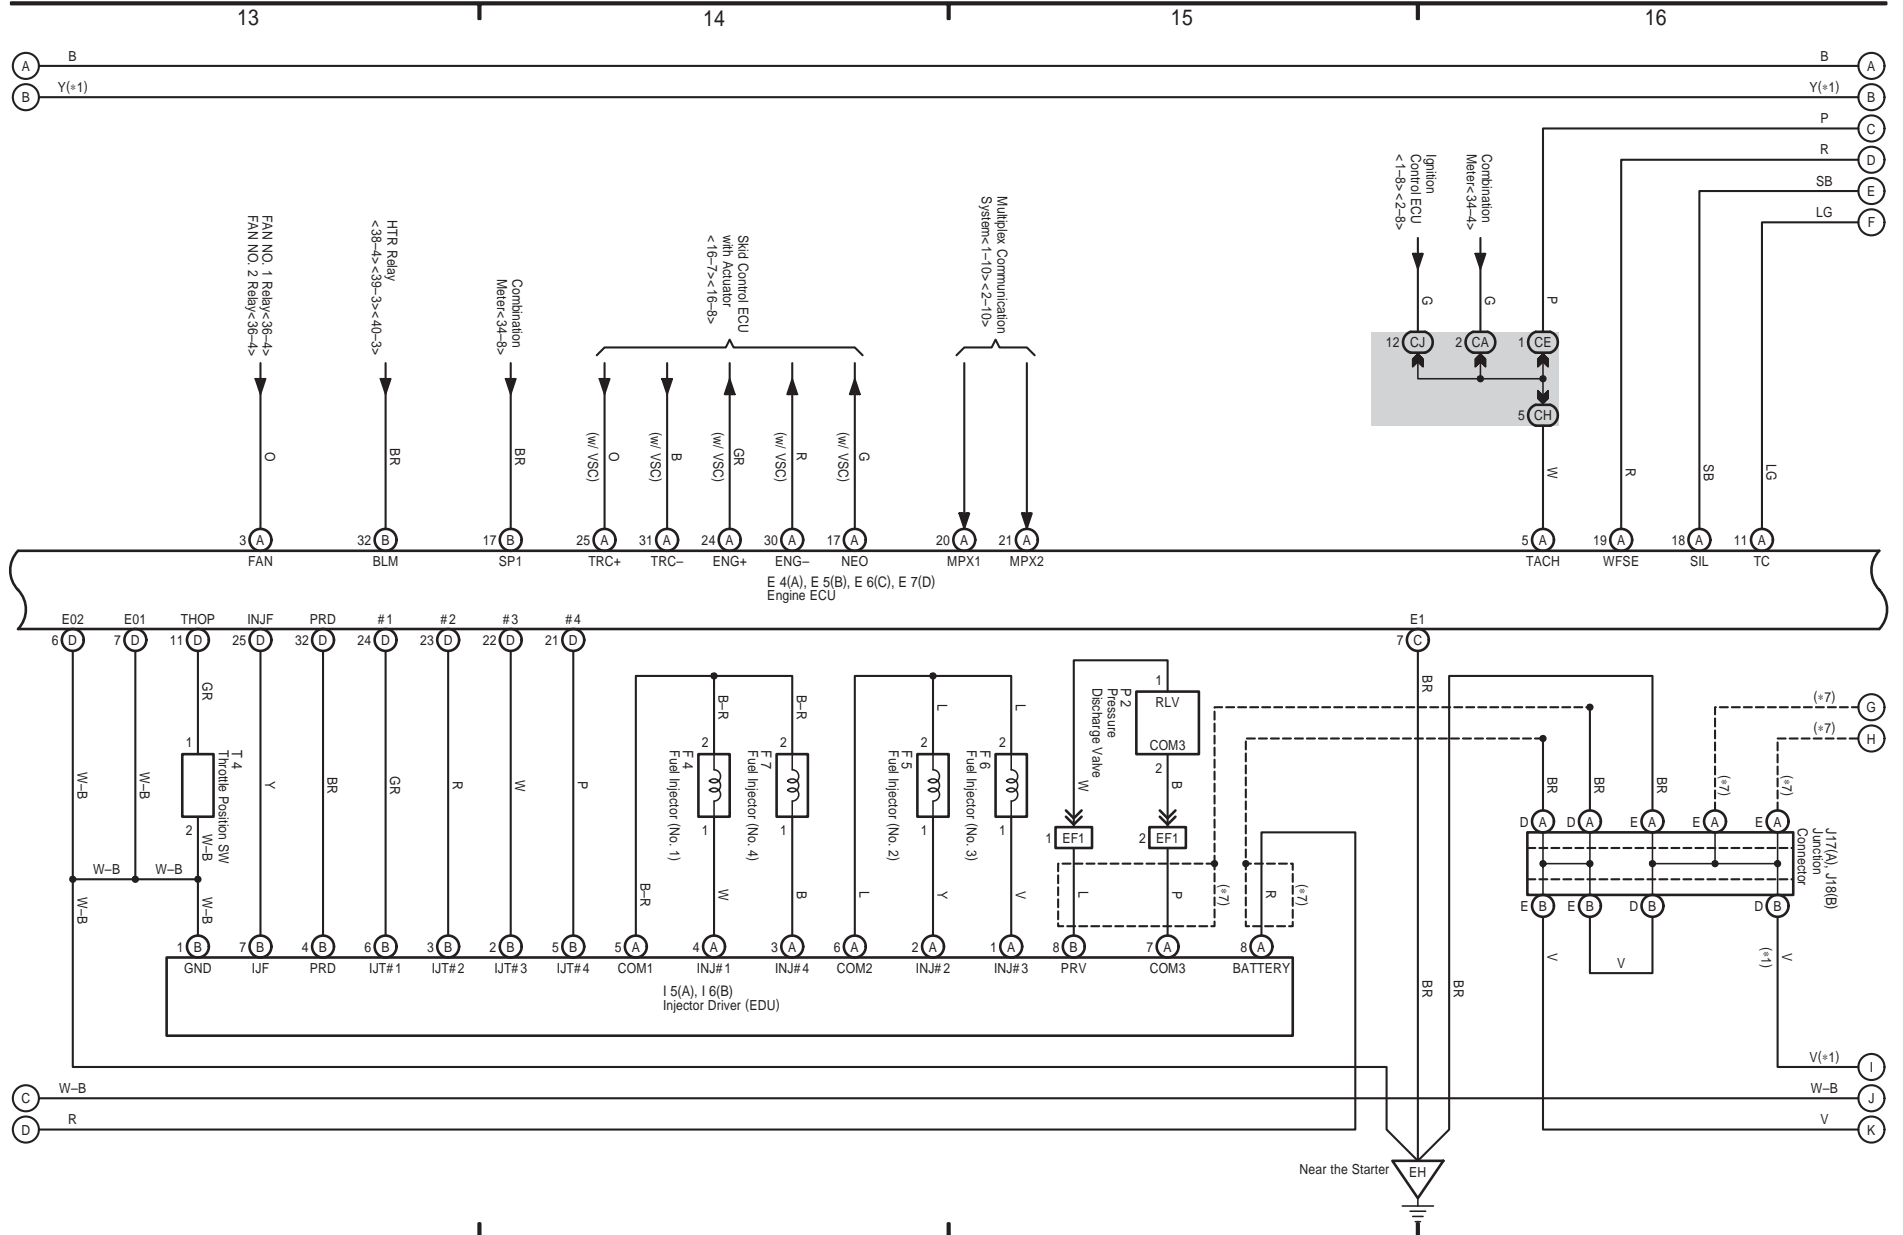 13 14 15 16
A B B A
B Y(*1) Y(*1) B
P C
R D
SB E
LG F
FAN NO. 1 Relay<36–4>
FAN NO. 2 Relay<36–4>
HTR Relay
<38–4><39–3><40–3>
Combination
Meter<34–8>
Skid Control ECU
with Actuator
<16–7><16–8>
Multiplex Communication
System<1–10><2–10>
Ignition
Control ECU
<1–8><2–8>
Combination
Meter<34–4>
G G P
12 CJ 2 CA 1 CE
5 CH
O BR BR
O (w/ VSC)
B (w/ VSC)
GR (w/ VSC)
R (w/ VSC)
G (w/ VSC)
W R SB LG
3 A 32 B 17 B 25 A 31 A 24 A 30 A 17 A 20 A 21 A 5 A 19 A 18 A 11 A
FAN BLM SP1 TRC+ TRC– ENG+ ENG– NEO MPX1 MPX2 TACH WFSE SIL TC
E 4(A), E 5(B), E 6(C), E 7(D)
Engine ECU
E02 E01 THOP INJF PRD #1 #2 #3 #4 E1
6 D 7 D 11 D 25 D 32 D 24 D 23 D 22 D 21 D 7 C
GR
BR
1
T 4
Throttle Position SW
2
W–B W–B W–B
Y BR GR R W P
W–B W–B
W–B W–B
B–R B–R
2 2
F 4
Fuel Injector (No. 1)
F 7
Fuel Injector (No. 4)
1 1
B–R W B
L L
2 2
F 5
Fuel Injector (No. 2)
F 6
Fuel Injector (No. 3)
1 1
L Y V
P 2
Pressure
Discharge Valve
1
RLV
COM3
2
W B
1 EF1 2 EF1
L P (*7) R (*7)
(*7) G
(*7) H
BR BR BR (*7) (*7)
D A D A E A E A E A
J17(A), J18(B)
Junction
Connector
E B E B D B D B
V V V (*1)
1 B 7 B 4 B 6 B 3 B 2 B 5 B 5 A 4 A 3 A 6 A 2 A 1 A 8 B 7 A 8 A
GND IJF PRD IJT#1 IJT#2 IJT#3 IJT#4 COM1 INJ#1 INJ#4 COM2 INJ#2 INJ#3 PRV COM3 BATTERY
I 5(A), I 6(B)
Injector Driver (EDU)
BR BR
V(*1) I
C W–B W–B J
D R V K
Near the Starter EH